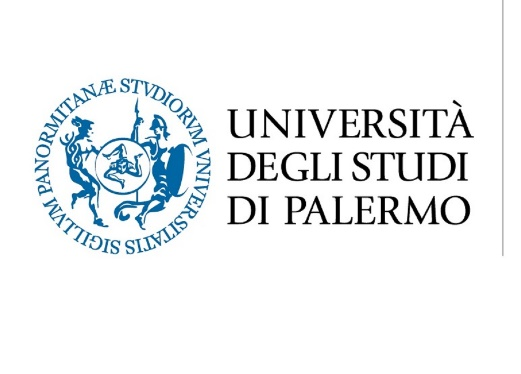 SIGILLVM PANORMITANÆ STVDIORVM VNIVERSITATIS
UNIVERSITÀ
DEGLI STUDI
DI PALERMO